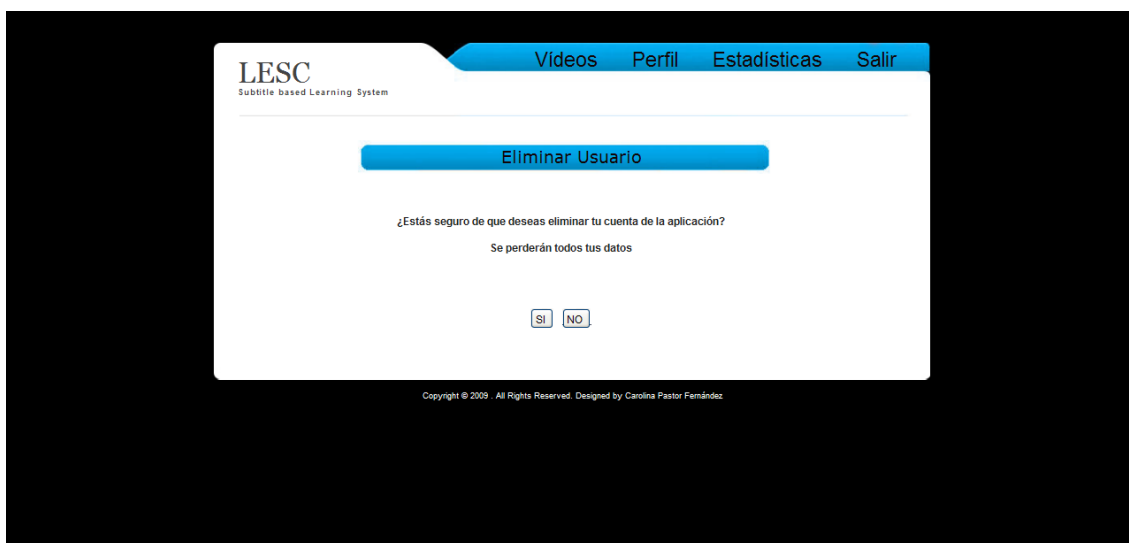 Vídeos Perfil Estadísticas Salir
LESC
Subtitle based Learning System
Eliminar Usuario
¿Estás seguro de que deseas eliminar tu cuenta de la aplicación?
Se perderán todos tus datos
SI NO
Copyright © 2009 . All Rights Reserved. Designed by Carolina Pastor Fernández